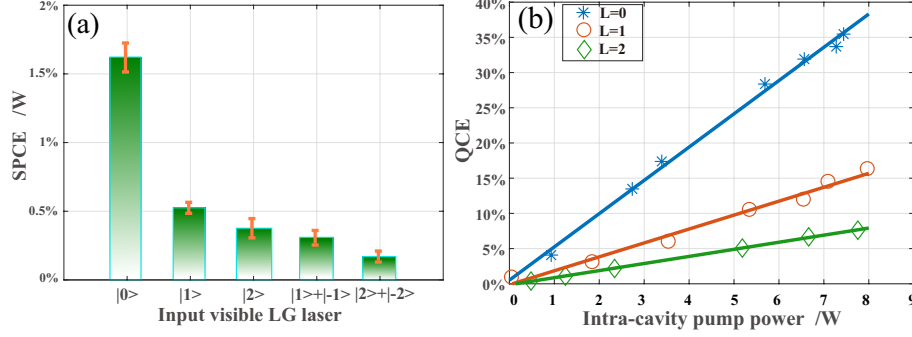 (a)
SPCE /W
1.5%
1%
0.5%
0%
|0> |1> |2> |1>+|-1> |2>+|-2>
Input visible LG laser
(b)
L=0
L=1
L=2
QCE
40%
35%
30%
25%
20%
15%
10%
5%
0%
0 1 2 3 4 5 6 7 8 9
Intra-cavity pump power /W